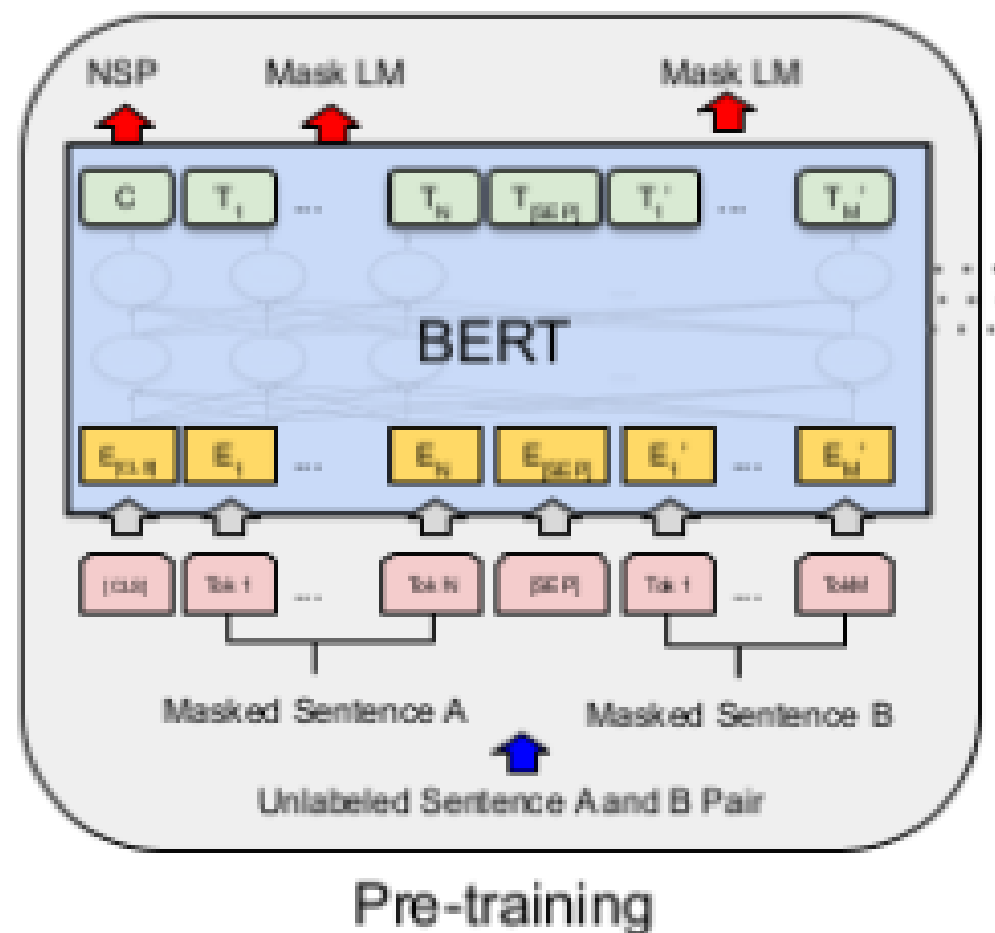 NSP Mask LM Mask LM
C T1 ... TN T[SEP] T1' ... TM'
BERT
E[CLS] E1 ... EN E[SEP] E1' ... EM'
[CLS] Tok 1 ... Tok N [SEP] Tok 1 ... TokM
Masked Sentence A Masked Sentence B
Unlabeled Sentence A and B Pair
Pre-training